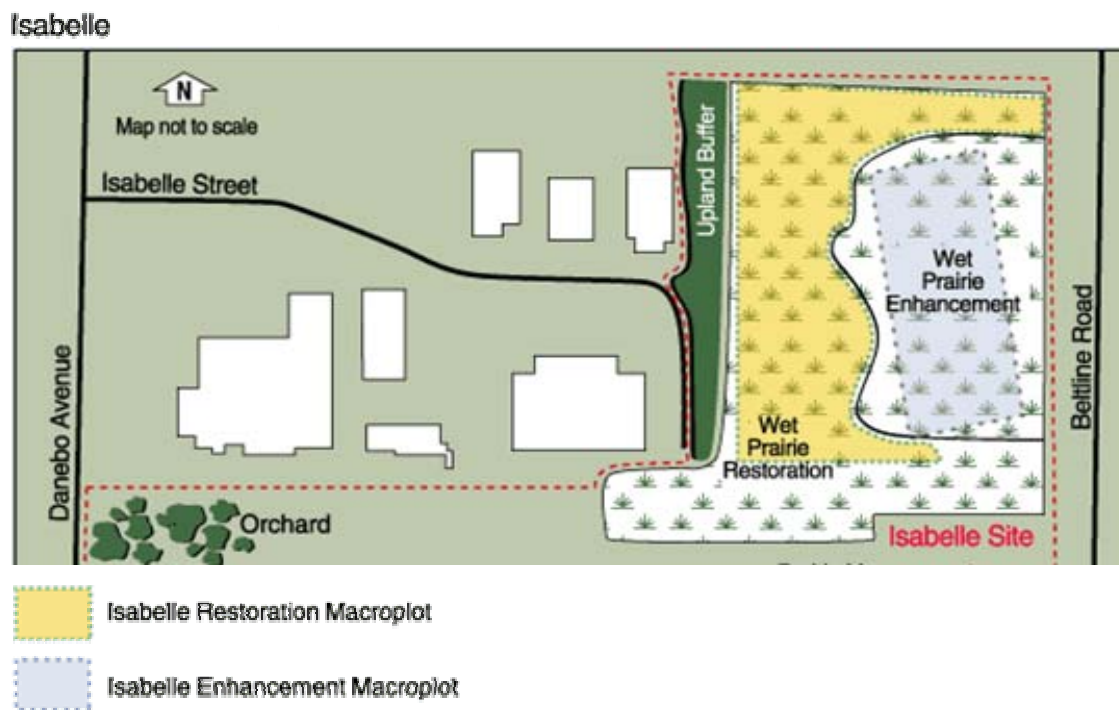 Isabelle
N
Map not to scale
Isabelle Street
Upland Buffer
Wet
Prairie
Enhancement
Beltline Road
Danebo Avenue
Wet
Prairie
Restoration
Orchard
Isabelle Site
Isabelle Restoration Macroplot
Isabelle Enhancement Macroplot